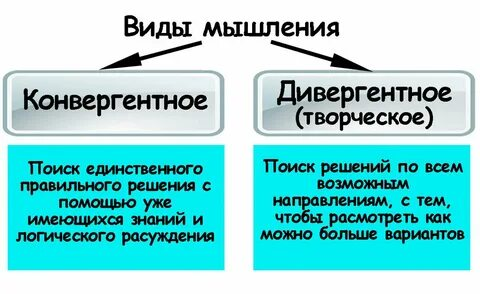 Виды мышления
Конвергентное
Дивергентное
(творческое)
Поиск единственного
правильного решения с
помощью уже
имеющихся знаний и
логического расуждения
Поиск решений по всем
возможным
направлениям, с тем,
чтобы рассмотреть как
можно больше вариантов